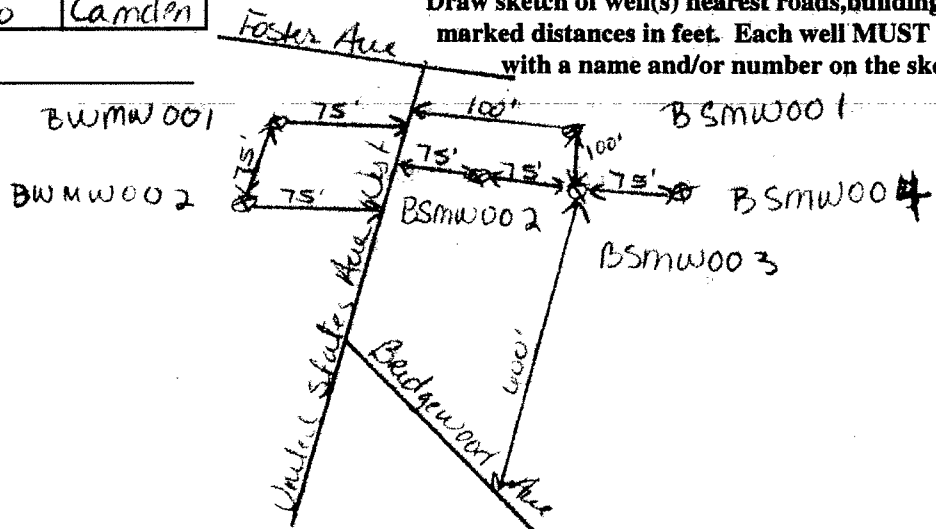 o Camden
Draw sketch of well(s) nearest roads,building
marked distances in feet. Each well MUST
with a name and/or number on the ske
Foster Ave
BWMW001
75'
100'
BSMW001
75'
100'
75'
75'
75'
BWMW002
75'
BSMW002
BSMW004
BSMW003
United States Ave West
Bridgewood Ave